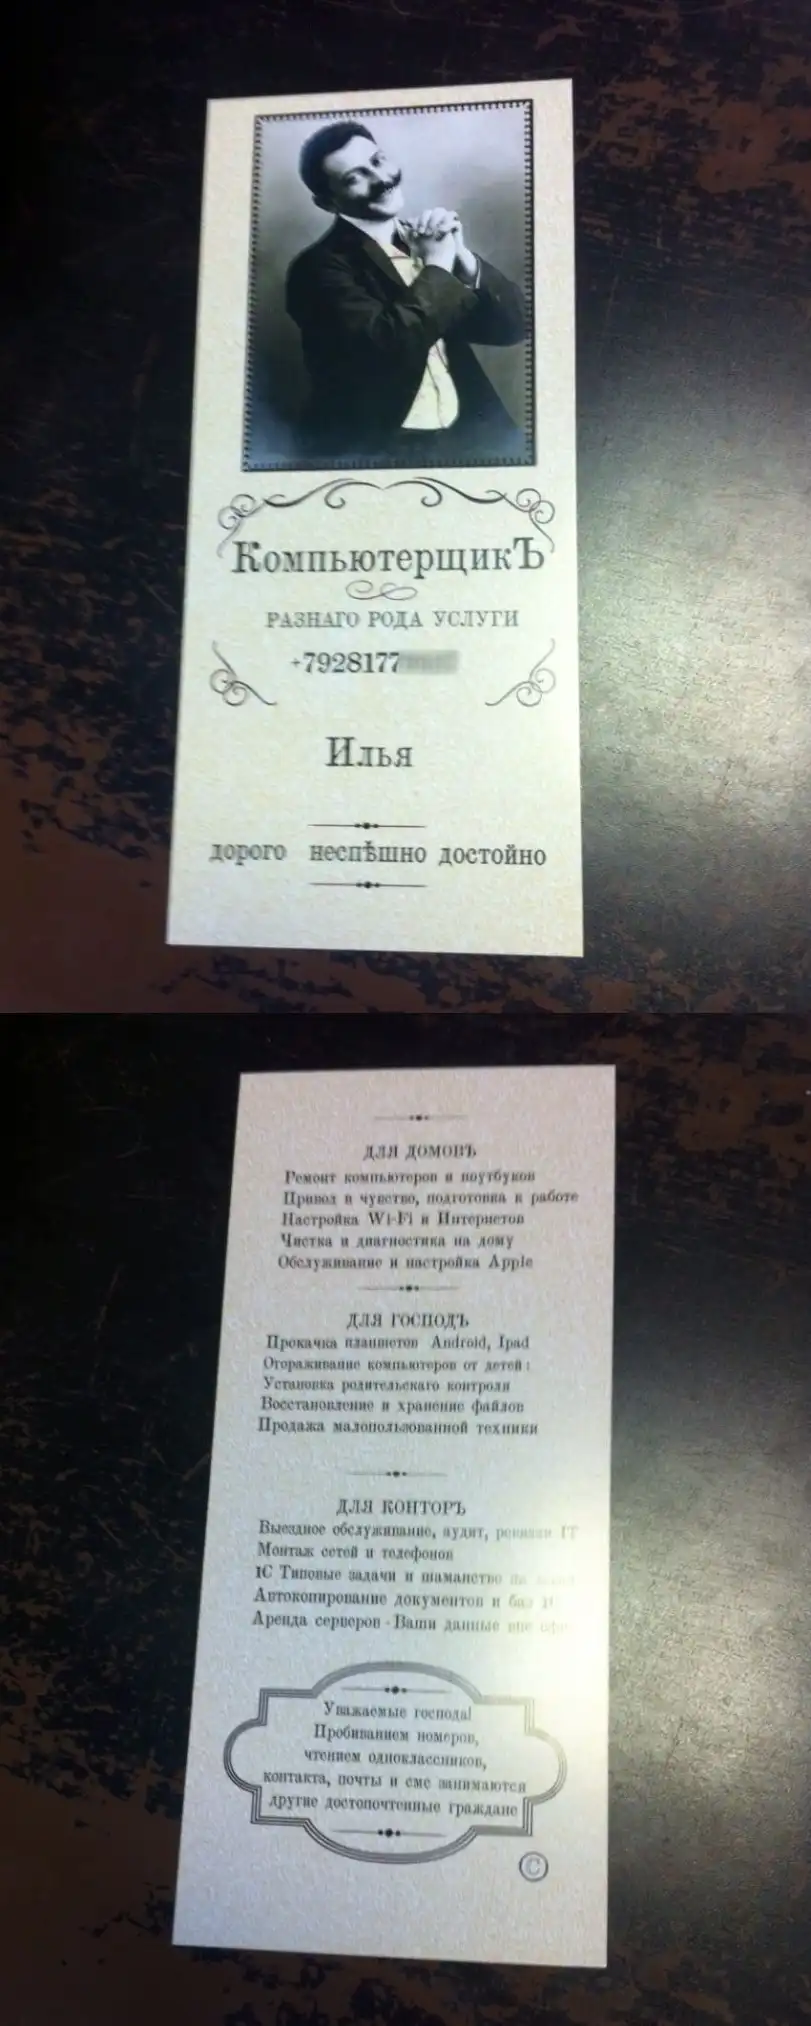 КомпьютерщикЪ
РАЗНАГО РОДА УСЛУГИ
+7928177
Илья
дорого неспѣшно достойно
ДЛЯ ДОМОВЪ
Ремонт компьютеров и ноутбуков
Привод в чувство, подготовка к работе
Настройка Wi-Fi и Интернетов
Чистка и диагностика на дому
Обслуживание и настройка Apple
ДЛЯ ГОСПОДЪ
Прокачка планшетов Android, Ipad
Огораживание компьютеров от детей:
Установка родительскаго контроля
Восстановление и хранение файлов
Продажа малопользованной техники
ДЛЯ КОНТОРЪ
Выездное обслуживание, аудит, IT
Монтаж сетей и телефонов
1С Типовые задачи и шаманство
Автокопирование документов и баз
Аренда серверов - Ваши данные вне
Уважаемые господа!
Пробиванием номеров,
чтением одноклассников,
контакта, почты и смс занимаются
другие достопочтенные граждане
©